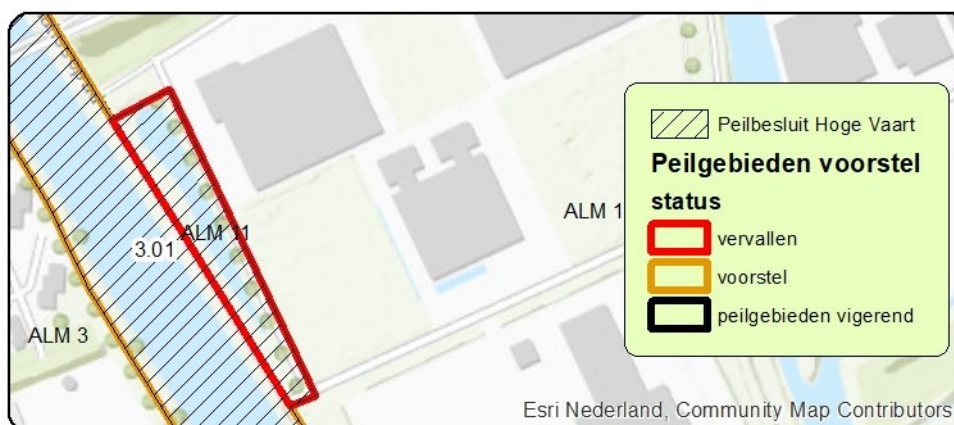 Peilbesluit Hoge Vaart
Peilgebieden voorstel
status
vervallen
voorstel
peilgebieden vigerend
ALM 1
ALM 11
3.01
ALM 3
Esri Nederland, Community Map Contributors